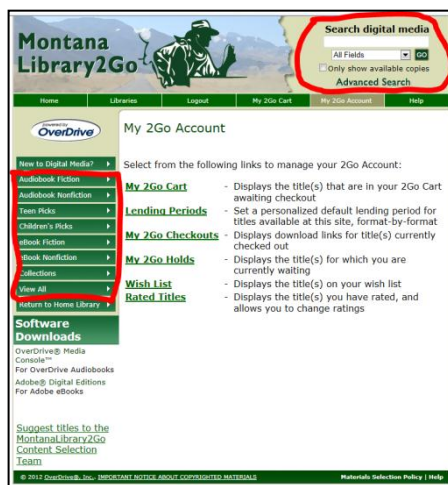 Montana
Library2Go
Search digital media
All Fields
GO
Only show available copies
Advanced Search
Home
Libraries
Logout
My 2Go Cart
My 2Go Account
Help
powered by
OverDrive®
My 2Go Account
New to Digital Media?
Audiobook Fiction
Audiobook Nonfiction
Teen Picks
Children's Picks
eBook Fiction
eBook Nonfiction
Collections
View All
Return to Home Library
Select from the following links to manage your 2Go Account:
My 2Go Cart - Displays the title(s) that are in your 2Go Cart
awaiting checkout
Lending Periods - Set a personalized default lending period for
titles available at this site, format-by-format
My 2Go Checkouts - Displays download links for title(s) currently
checked out
My 2Go Holds - Displays the title(s) for which you are
currently waiting
Wish List - Displays the title(s) on your wish list
Rated Titles - Displays the title(s) you have rated, and
allows you to change ratings
Software
Downloads
OverDrive® Media
Console™
For OverDrive Audiobooks
Adobe® Digital Editions
For Adobe eBooks
Suggest titles to the
MontanaLibrary2Go
Content Selection
Team
© 2012 OverDrive®, Inc. IMPORTANT NOTICE ABOUT COPYRIGHTED MATERIALS
Materials Selection Policy | Help